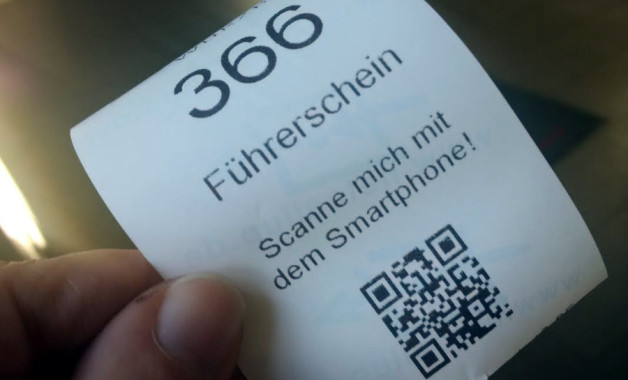 366
Führerschein
Scanne mich mit
dem Smartphone!